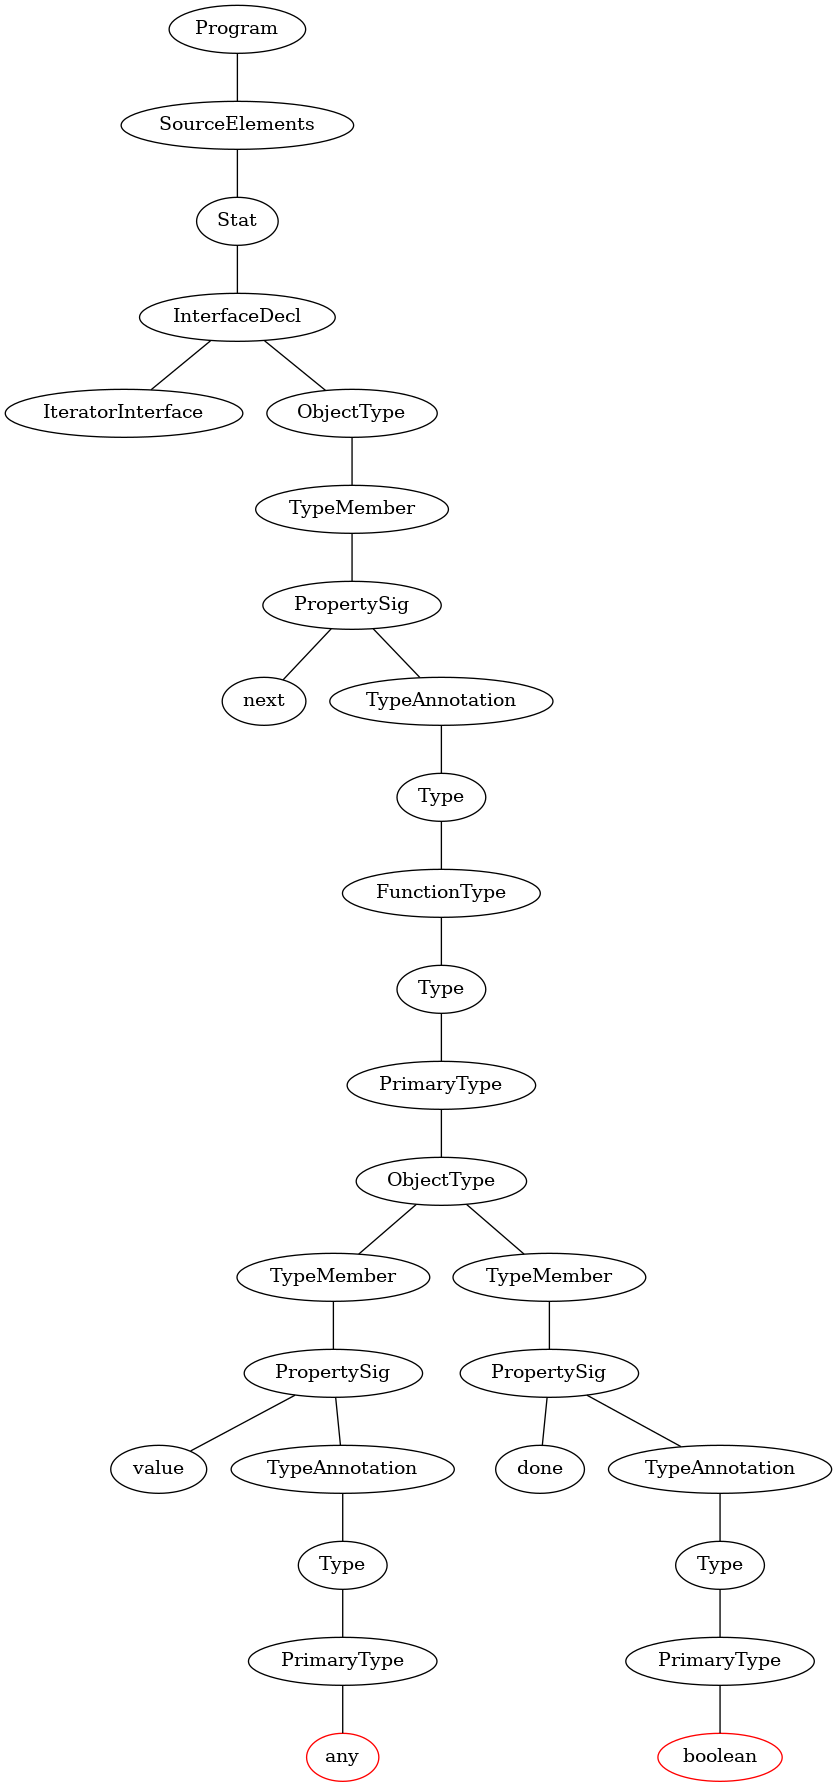 Program
SourceElements
Stat
InterfaceDecl
IteratorInterface
ObjectType
TypeMember
PropertySig
next
TypeAnnotation
Type
FunctionType
Type
PrimaryType
ObjectType
TypeMember
TypeMember
PropertySig
PropertySig
value
TypeAnnotation
done
TypeAnnotation
Type
Type
PrimaryType
PrimaryType
any
boolean